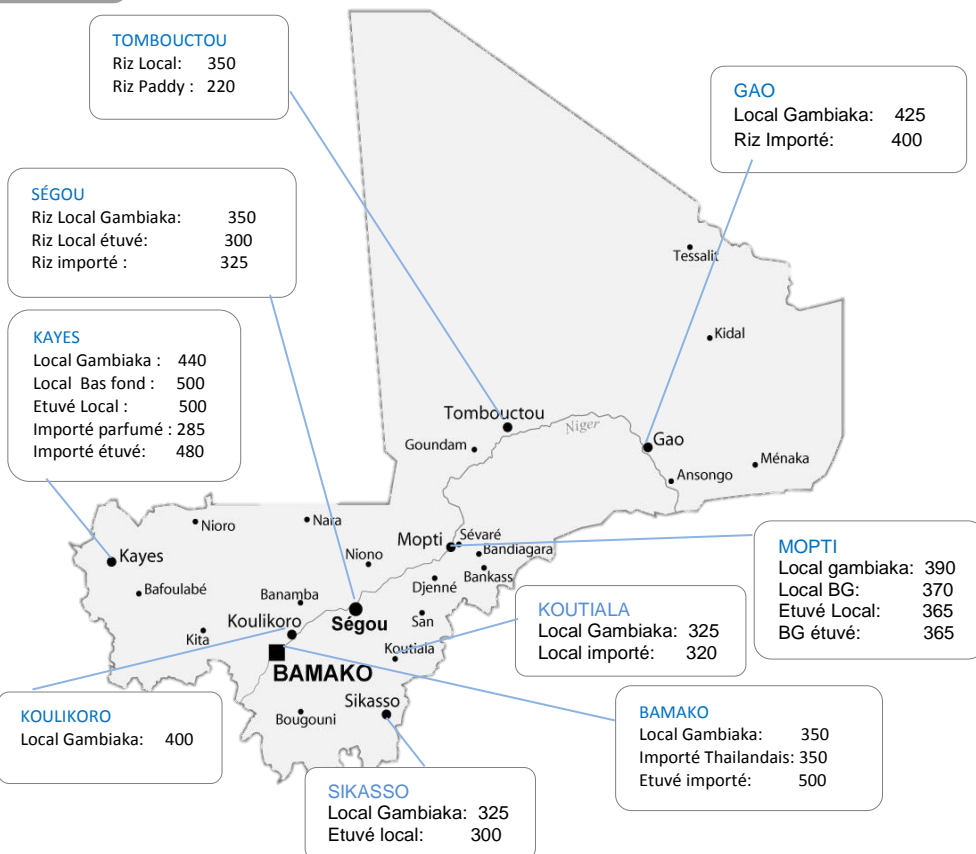 TOMBOUCTOU
Riz Local: 350
Riz Paddy : 220
GAO
Local Gambiaka: 425
Riz Importé: 400
SÉGOU
Riz Local Gambiaka: 350
Riz Local étuvé: 300
Riz importé : 325
KAYES
Local Gambiaka : 440
Local Bas fond : 500
Etuvé Local : 500
Importé parfumé : 285
Importé étuvé: 480
Tessalit
Kidal
Tombouctou
Niger
Goundam
Gao
Ménaka
Ansongo
Nioro
Nara
Mopti
Sévaré
Bandiagara
Kayes
Niono
Bankass
Bafoulabé
Djenné
Banamba
Ségou
San
Koulikoro
Kita
Koutiala
BAMAKO
Sikasso
Bougouni
MOPTI
Local gambiaka: 390
Local BG: 370
Etuvé Local: 365
BG étuvé: 365
KOUTIALA
Local Gambiaka: 325
Local importé: 320
KOULIKORO
Local Gambiaka: 400
BAMAKO
Local Gambiaka: 350
Importé Thailandais: 350
Etuvé importé: 500
SIKASSO
Local Gambiaka: 325
Etuvé local: 300